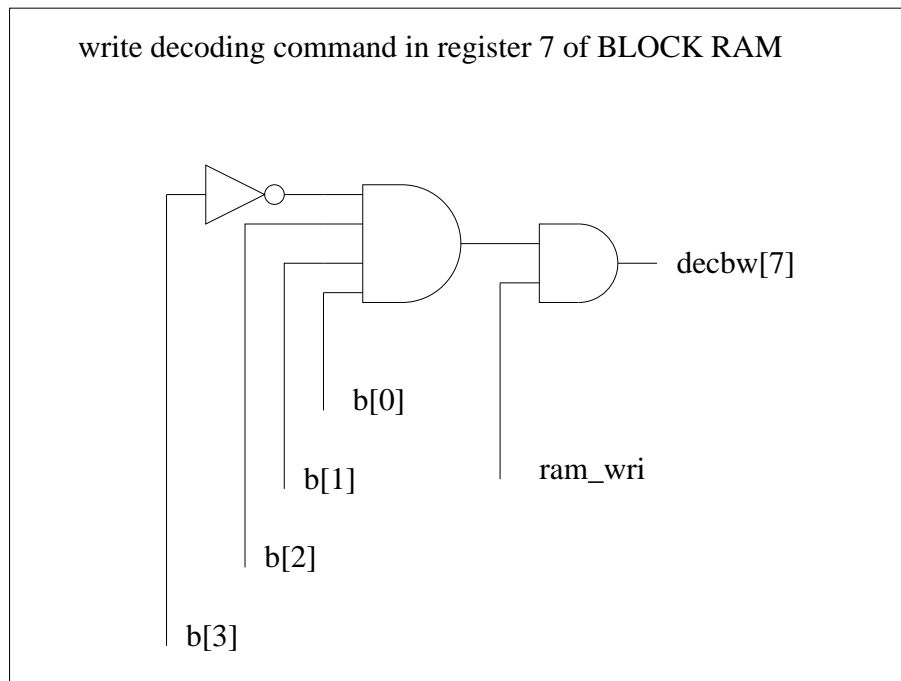 write decoding command in register 7 of BLOCK RAM
decbw[7]
b[0]
ram_wri
b[1]
b[2]
b[3]